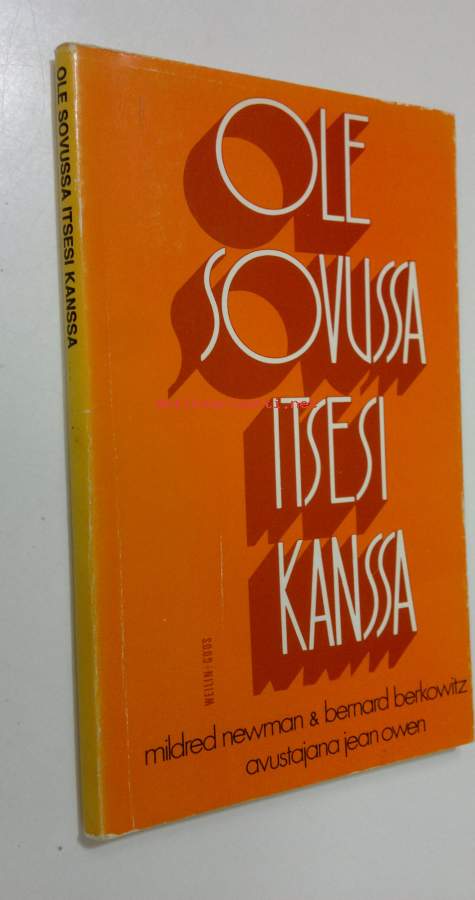 OLE SOVUSSA ITSESI KANSSA
OLE
SOVUSSA
ITSESI
KANSSA
WEILIN+GÖÖS
mildred newman & bernard berkowitz
avustajana jean owen